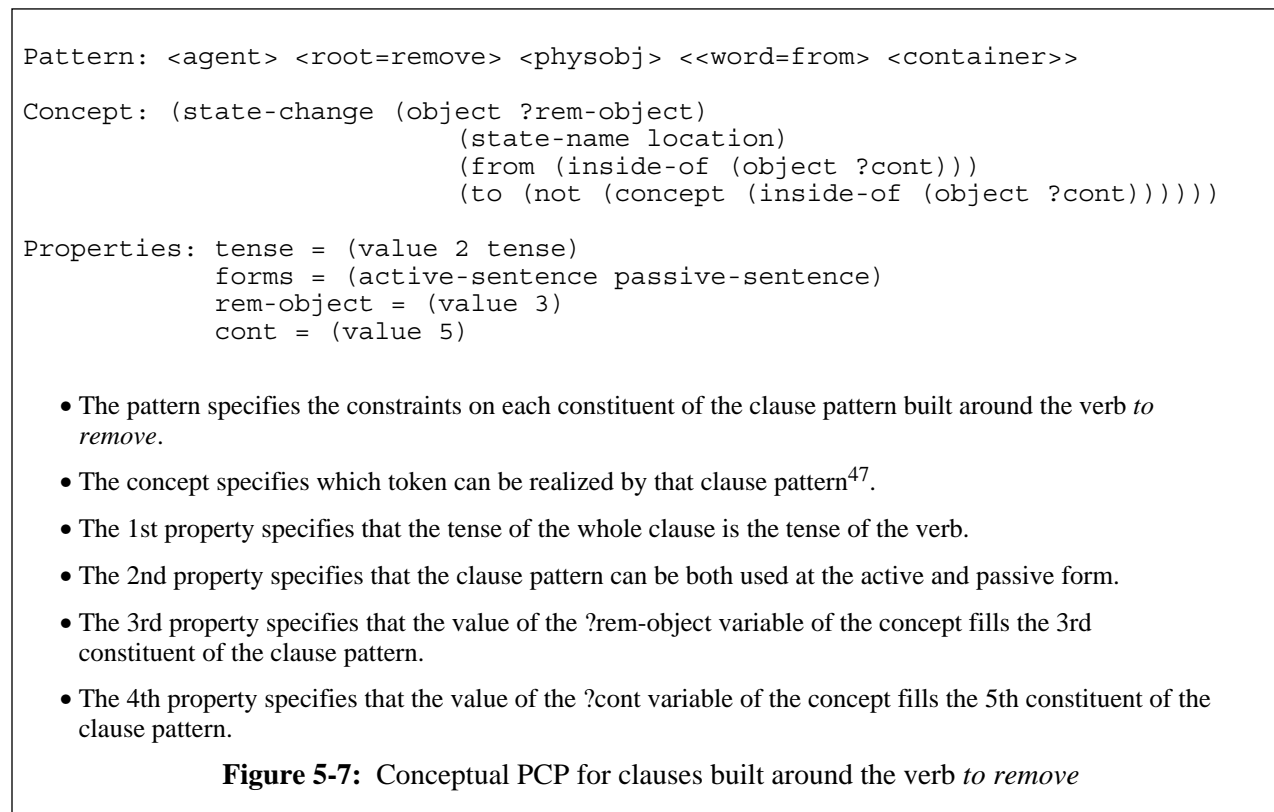 Pattern: <agent> <root=remove> <physobj> <<word=from> <container>>
Concept: (state-change (object ?rem-object)
(state-name location)
(from (inside-of (object ?cont)))
(to (not (concept (inside-of (object ?cont))))))
Properties: tense = (value 2 tense)
forms = (active-sentence passive-sentence)
rem-object = (value 3)
cont = (value 5)
• The pattern specifies the constraints on each constituent of the clause pattern built around the verb to
remove.
• The concept specifies which token can be realized by that clause pattern47.
• The 1st property specifies that the tense of the whole clause is the tense of the verb.
• The 2nd property specifies that the clause pattern can be both used at the active and passive form.
• The 3rd property specifies that the value of the ?rem-object variable of the concept fills the 3rd
constituent of the clause pattern.
• The 4th property specifies that the value of the ?cont variable of the concept fills the 5th constituent of the
clause pattern.
Figure 5-7: Conceptual PCP for clauses built around the verb to remove